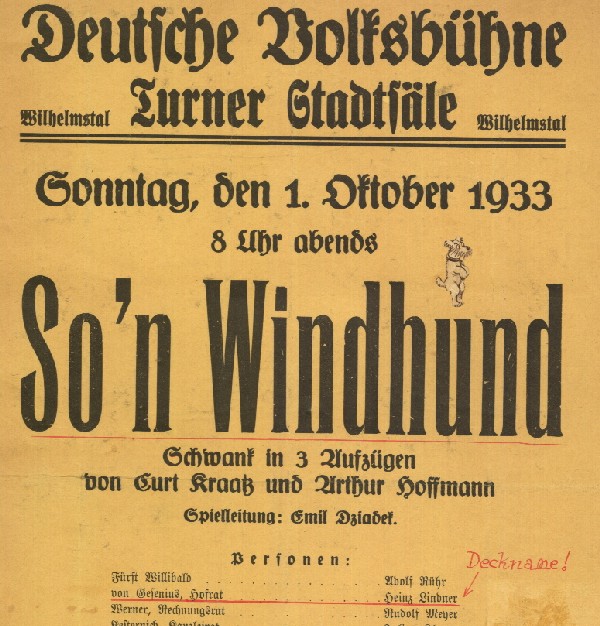 Deutsche Volksbühne
Wilhelmstal Turner Stadtsäle Wilhelmstal
Sonntag, den 1. Oktober 1933
8 Uhr abends
So'n Windhund
Schwank in 3 Aufzügen
von Curt Kraatz und Arthur Hoffmann
Spielleitung: Emil Dziadek.
Personen:
Deckname!
Fürst Willibald . . . . . . . . . . . . Adolf Rühr
von Gesenius, Hofrat . . . . . . . . . . . . Heinz Lindner
Werner, Rechnungsrat . . . . . . . . . . . . Rudolf Meyer